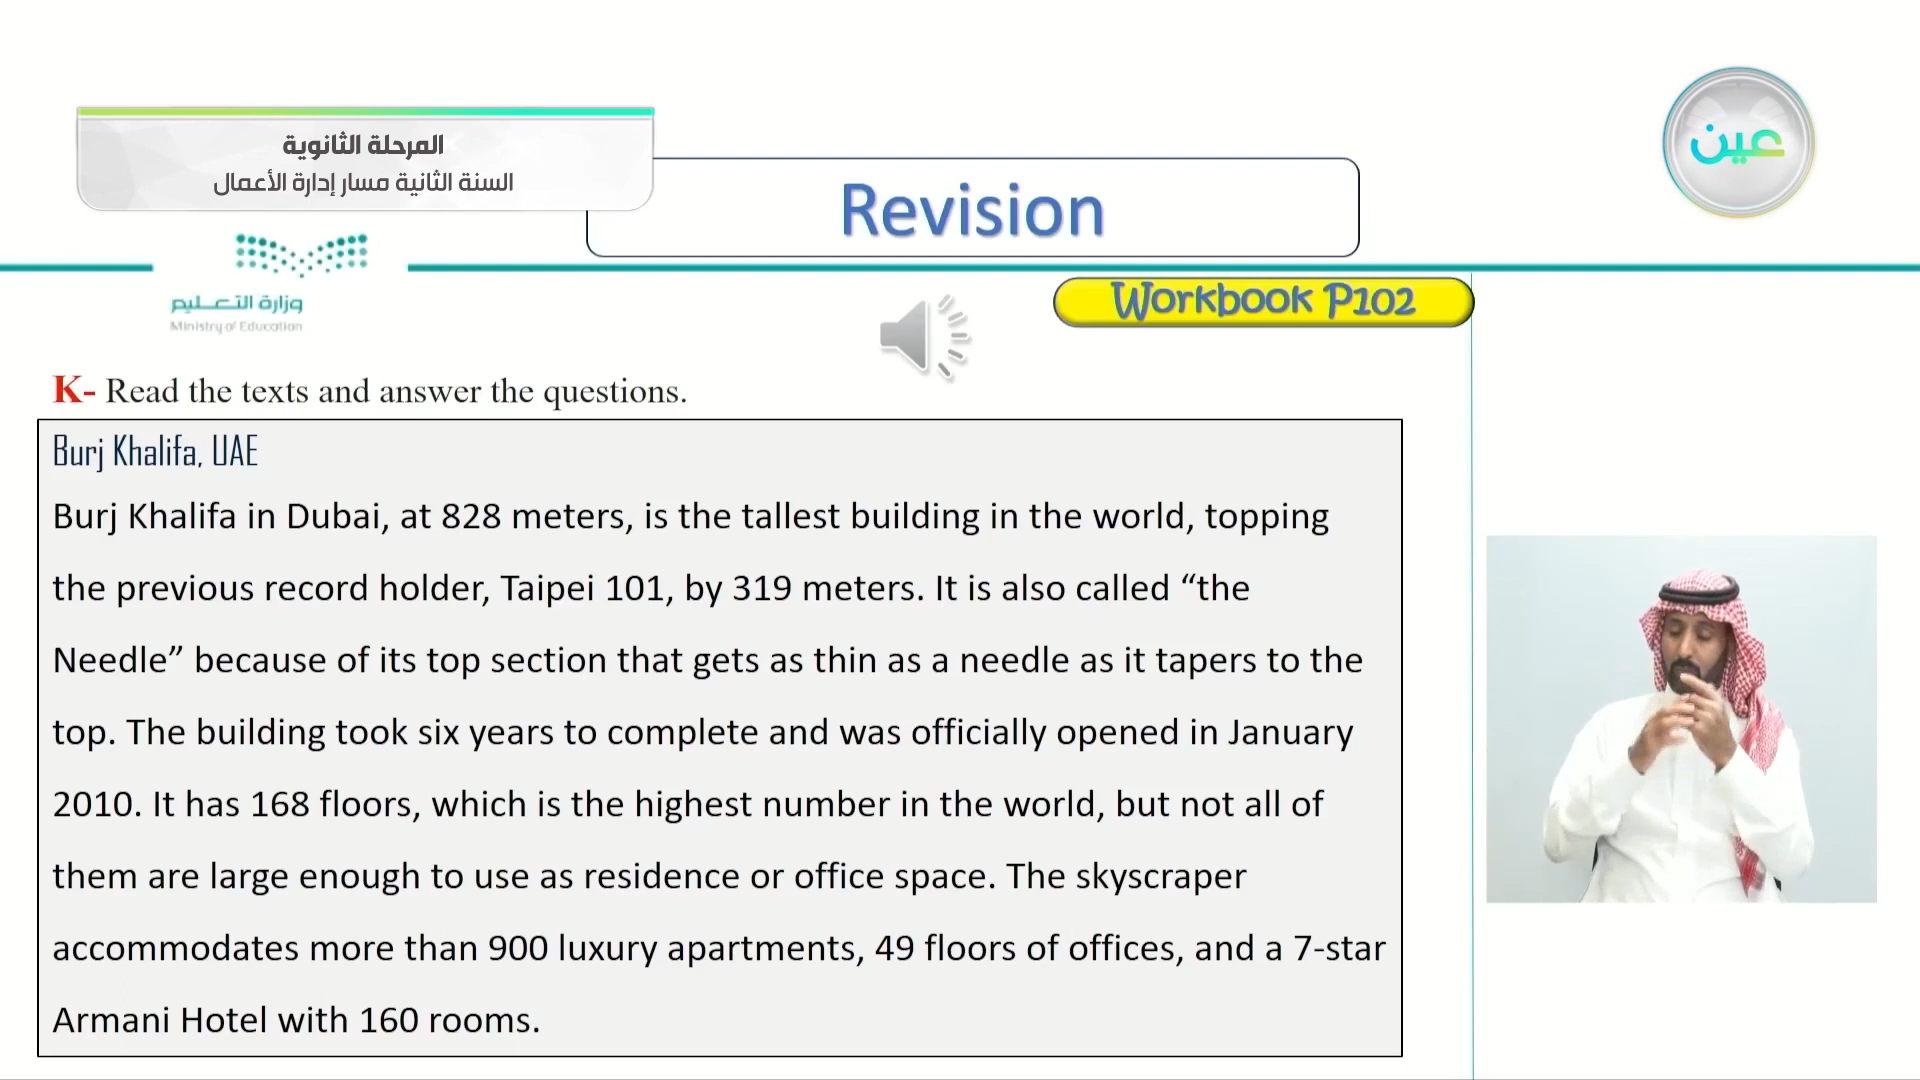 المرحلة الثانوية
السنة الثانية مسار إدارة الأعمال
عين
Revision
وزارة التعليم
Ministry of Education
Workbook P102
K- Read the texts and answer the questions.
Burj Khalifa, UAE
Burj Khalifa in Dubai, at 828 meters, is the tallest building in the world, topping
the previous record holder, Taipei 101, by 319 meters. It is also called “the
Needle” because of its top section that gets as thin as a needle as it tapers to the
top. The building took six years to complete and was officially opened in January
2010. It has 168 floors, which is the highest number in the world, but not all of
them are large enough to use as residence or office space. The skyscraper
accommodates more than 900 luxury apartments, 49 floors of offices, and a 7-star
Armani Hotel with 160 rooms.